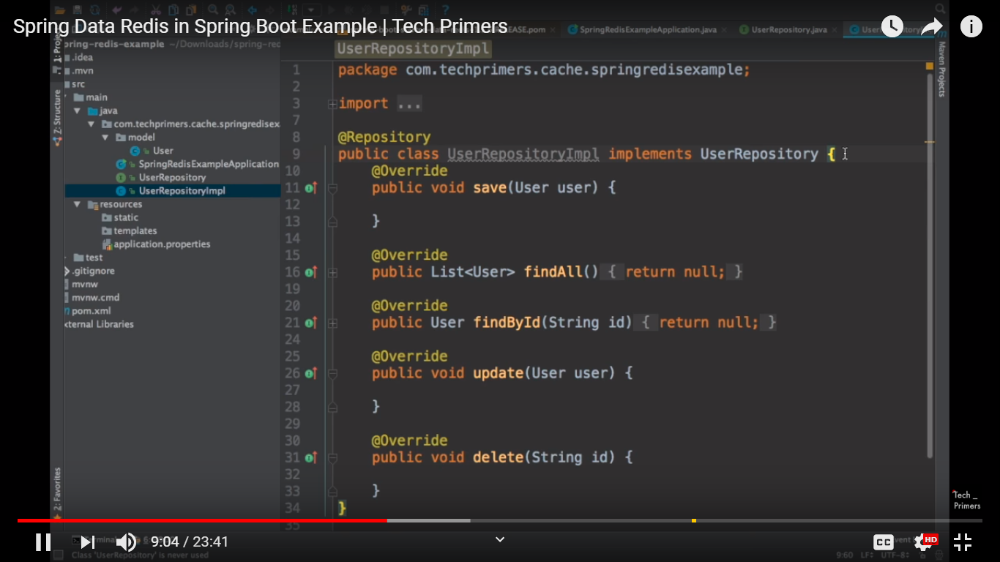 Spring Data Redis in Spring Boot Example | Tech Primers
EASE.pom
SpringRedisExampleApplication.java
UserRepository.java
pring-redis-example ~/Downloads/spring-red
.idea
.mvn
src
main
java
com.techprimers.cache.springredisex
model
User
SpringRedisExampleApplication
UserRepository
UserRepositoryImpl
resources
static
templates
application.properties
test
.gitignore
mvnw
mvnw.cmd
pom.xml
xternal Libraries
1: Proje
Z: Structure
2: Favorites
UserRepositoryImpl
1 package com.techprimers.cache.springredisexample;
2
3 import ...
7
8 @Repository
9 public class UserRepositoryImpl implements UserRepository {
10 @Override
11 public void save(User user) {
12
13 }
14
15 @Override
16 public List<User> findAll() { return null; }
19
20 @Override
21 public User findById(String id) { return null; }
24
25 @Override
26 public void update(User user) {
27
28 }
29
30 @Override
31 public void delete(String id) {
32
33 }
34 }
35
Maven Projects
Tech _
Primers
9:04 / 23:41
CC
HD
Class 'UserRepository' is never used
9:60 LF÷ UTF-8÷